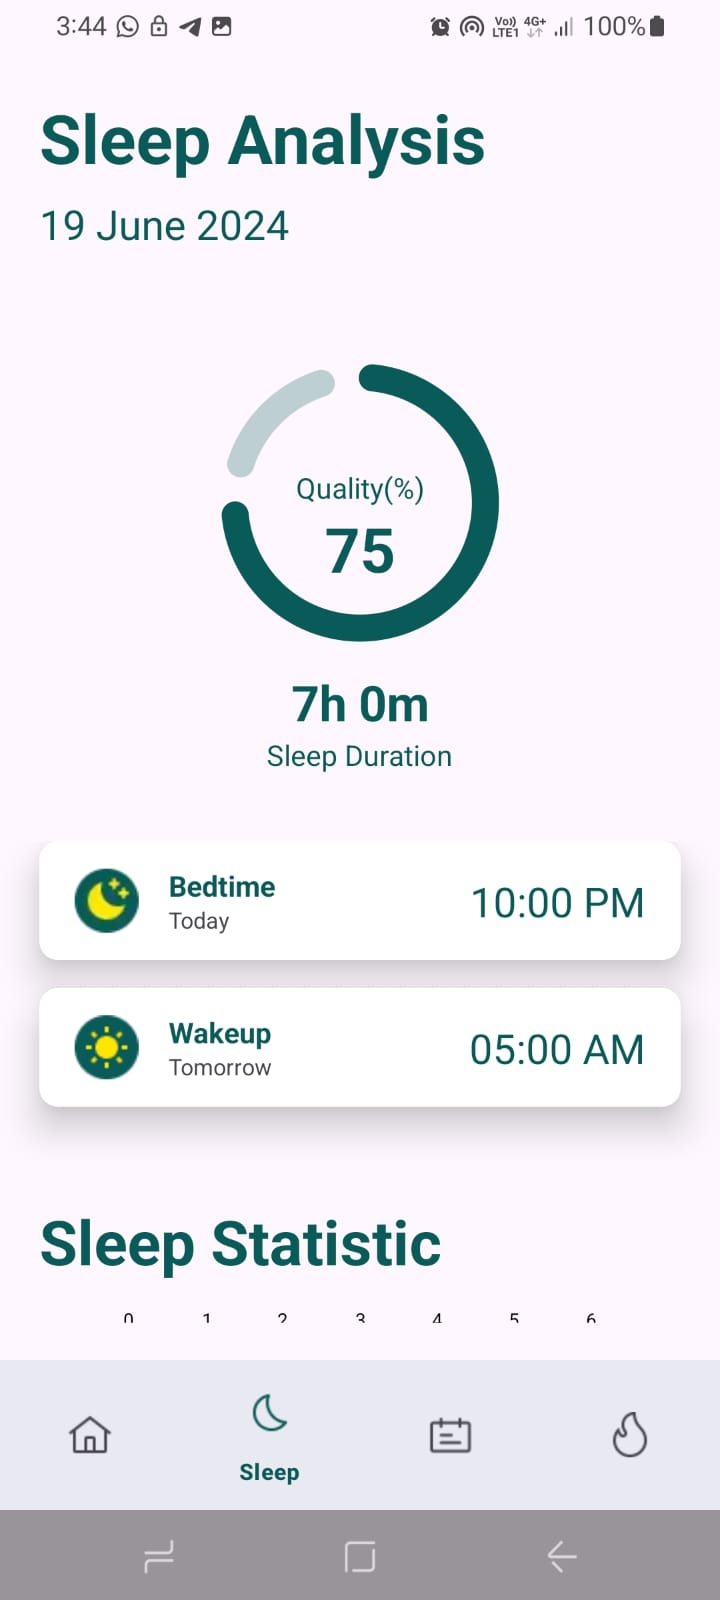 3:44
Vo)) 4G+
LTE1
100%
Sleep Analysis
19 June 2024
Quality(%)
75
7h 0m
Sleep Duration
Bedtime
Today
10:00 PM
Wakeup
Tomorrow
05:00 AM
Sleep Statistic
0 1 2 3 4 5 6
Sleep